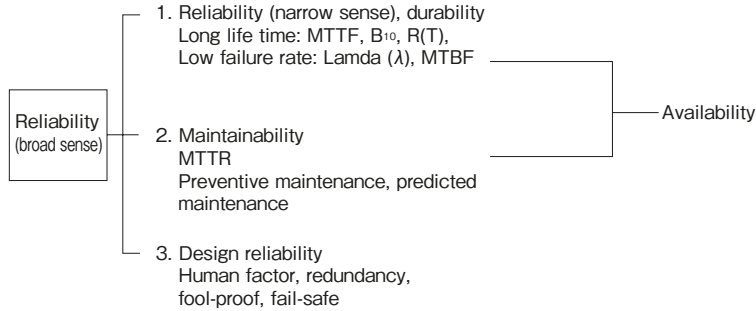 Reliability
(broad sense)
1. Reliability (narrow sense), durability
Long life time: MTTF, B₁₀, R(T),
Low failure rate: Lamda (λ), MTBF
2. Maintainability
MTTR
Preventive maintenance, predicted
maintenance
3. Design reliability
Human factor, redundancy,
fool-proof, fail-safe
Availability